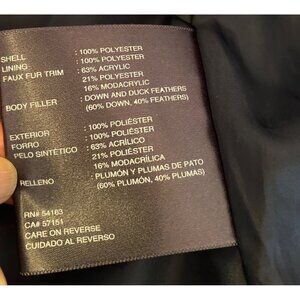 SHELL : 100% POLYESTER
LINING : 100% POLYESTER
FAUX FUR TRIM : 63% ACRYLIC
21% POLYESTER
16% MODACRYLIC
BODY FILLER : DOWN AND DUCK FEATHERS
(60% DOWN, 40% FEATHERS)
EXTERIOR : 100% POLIÉSTER
FORRO : 100% POLIÉSTER
PELO SINTÉTICO : 63% ACRÍLICO
21% POLIÉSTER
16% MODACRÍLICA
RELLENO : PLUMÓN Y PLUMAS DE PATO
(60% PLUMÓN, 40% PLUMAS)
RN# 54163
CA# 57151
CARE ON REVERSE
CUIDADO AL REVERSO